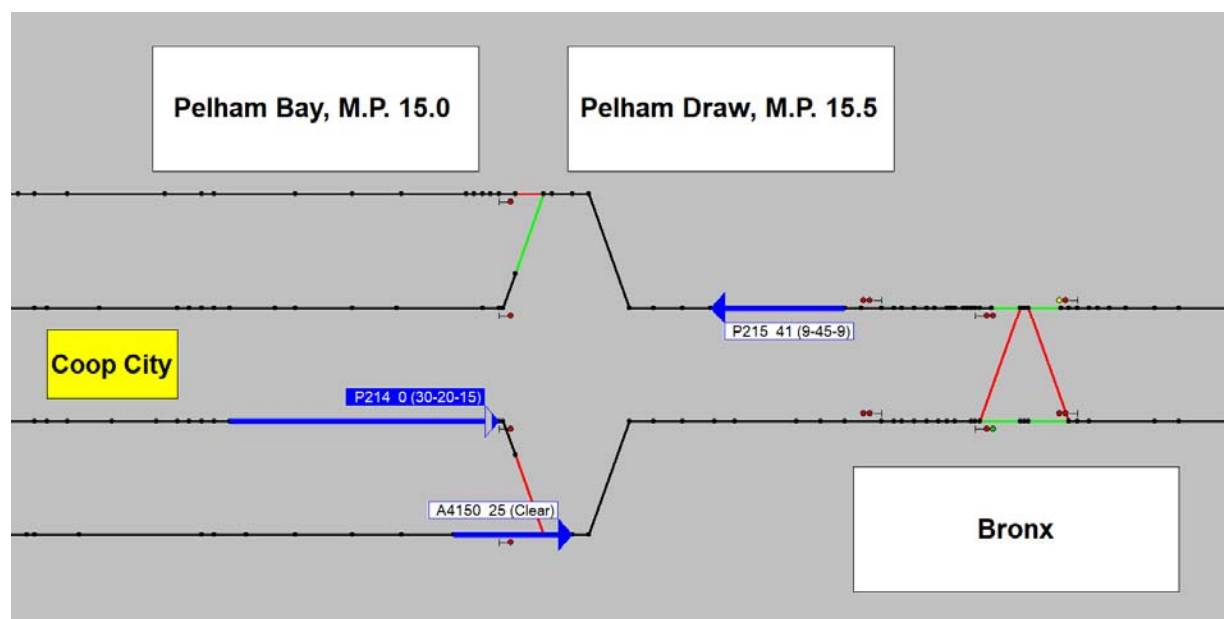 Pelham Bay, M.P. 15.0
Pelham Draw, M.P. 15.5
P215 41 (9-45-9)
Coop City
P214 0 (30-20-15)
A4150 25 (Clear)
Bronx